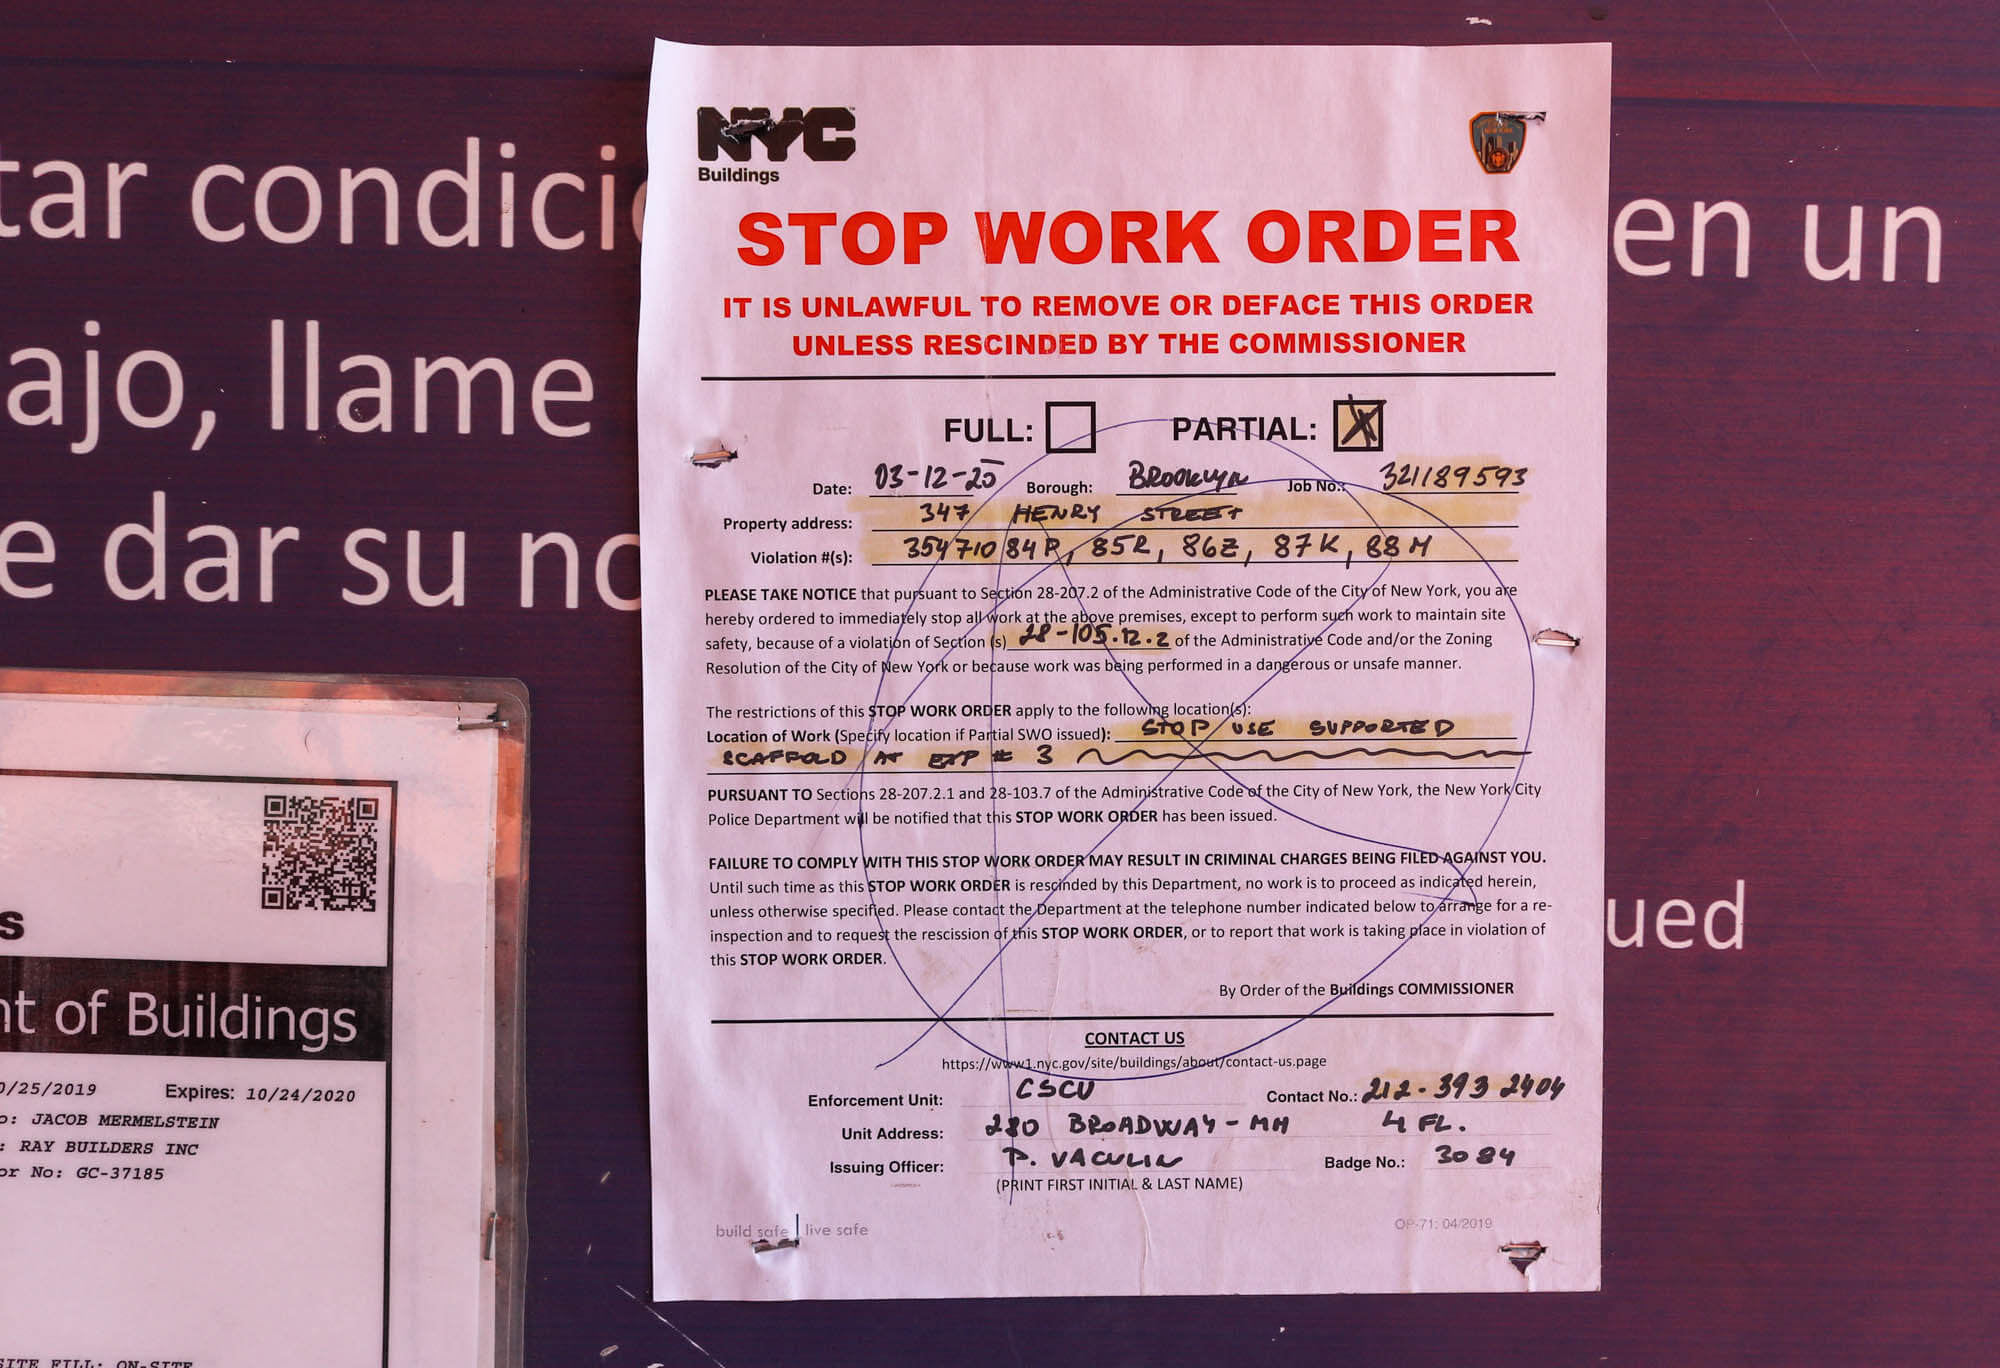 tar condici
en un
ajo, llame
e dar su no
ued
NYC
Buildings
STOP WORK ORDER
IT IS UNLAWFUL TO REMOVE OR DEFACE THIS ORDER
UNLESS RESCINDED BY THE COMMISSIONER
FULL: PARTIAL: X
Date: 03-12-20 Borough: BROOKLYN Job No.: 321189593
Property address: 347 HENRY STREET
Violation #(s): 35471084P, 85R, 86Z, 87K, 88M
PLEASE TAKE NOTICE that pursuant to Section 28-207.2 of the Administrative Code of the City of New York, you are
hereby ordered to immediately stop all work at the above premises, except to perform such work to maintain site
safety, because of a violation of Section (s) 28-105.12.2 of the Administrative Code and/or the Zoning
Resolution of the City of New York or because work was being performed in a dangerous or unsafe manner.
The restrictions of this STOP WORK ORDER apply to the following location(s):
Location of Work (Specify location if Partial SWO issued): STOP USE SUPPORTED
SCAFFOLD AT EXP # 3
PURSUANT TO Sections 28-207.2.1 and 28-103.7 of the Administrative Code of the City of New York, the New York City
Police Department will be notified that this STOP WORK ORDER has been issued.
FAILURE TO COMPLY WITH THIS STOP WORK ORDER MAY RESULT IN CRIMINAL CHARGES BEING FILED AGAINST YOU.
Until such time as this STOP WORK ORDER is rescinded by this Department, no work is to proceed as indicated herein,
unless otherwise specified. Please contact the Department at the telephone number indicated below to arrange for a re-
inspection and to request the rescission of this STOP WORK ORDER, or to report that work is taking place in violation of
this STOP WORK ORDER.
By Order of the Buildings COMMISSIONER
CONTACT US
https://www1.nyc.gov/site/buildings/about/contact-us.page
Enforcement Unit: CSCU Contact No.: 212-393 2404
Unit Address: 280 BROADWAY-MH 4 FL.
Issuing Officer: P. VACULIN Badge No.: 3084
(PRINT FIRST INITIAL & LAST NAME)
build safe | live safe
OP-71: 04/2019
s
nt of Buildings
0/25/2019 Expires: 10/24/2020
o: JACOB MERMELSTEIN
: RAY BUILDERS INC
or No: GC-37185
SITE FILL: ON-SITE